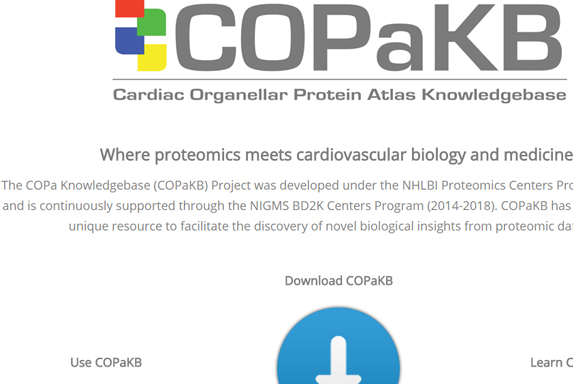 COPaKB
Cardiac Organellar Protein Atlas Knowledgebase
Where proteomics meets cardiovascular biology and medicine
The COPa Knowledgebase (COPaKB) Project was developed under the NHLBI Proteomics Centers
and is continuously supported through the NIGMS BD2K Centers Program (2014-2018). COPaKB has
unique resource to facilitate the discovery of novel biological insights from proteomic
Download COPaKB
Use COPaKB
Learn